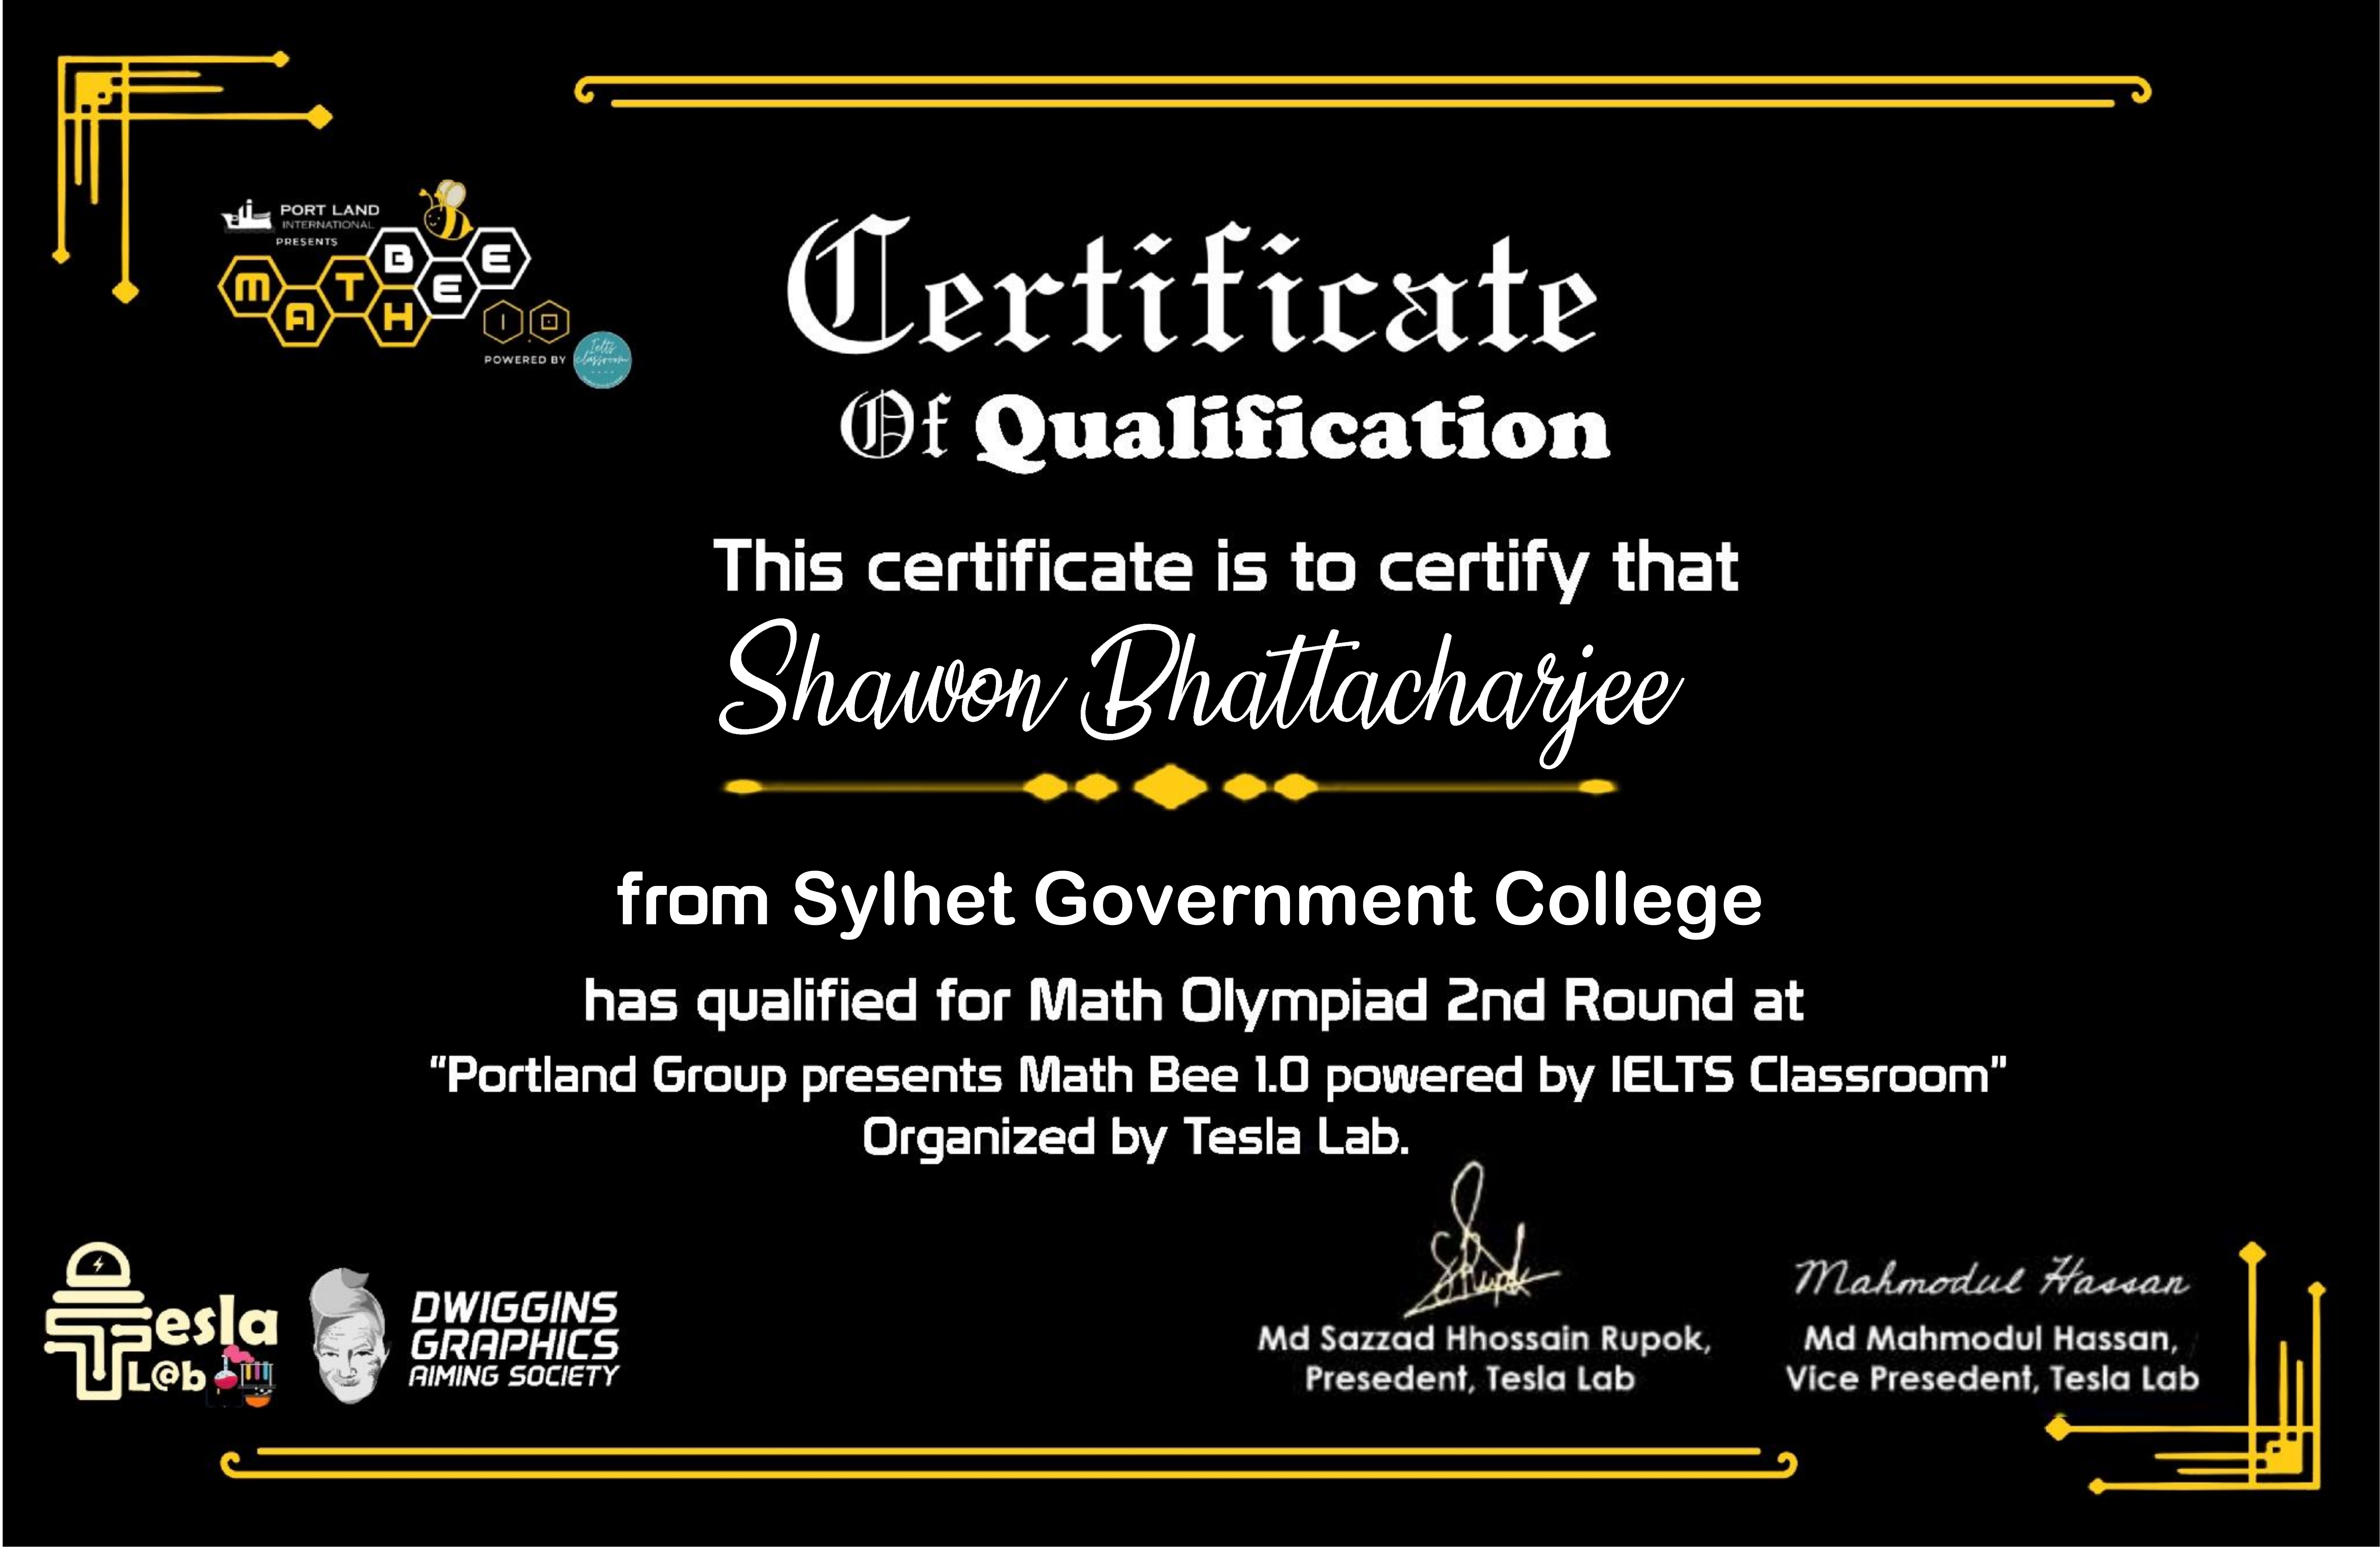 PORT LAND
INTERNATIONAL
PRESENTS
MATH BEE
1.0
POWERED BY
Ielts
classroom
Certificate
Of Qualification
This certificate is to certify that
Shawon Bhattacharjee
from Sylhet Government College
has qualified for Math Olympiad 2nd Round at
“Portland Group presents Math Bee 1.0 powered by IELTS Classroom”
Organized by Tesla Lab.
Tesla
L@b
DWIGGINS
GRAPHICS
AIMING SOCIETY
Md Sazzad Hhossain Rupok,
Presedent, Tesla Lab
Mahmodul Hassan
Md Mahmodul Hassan,
Vice Presedent, Tesla Lab